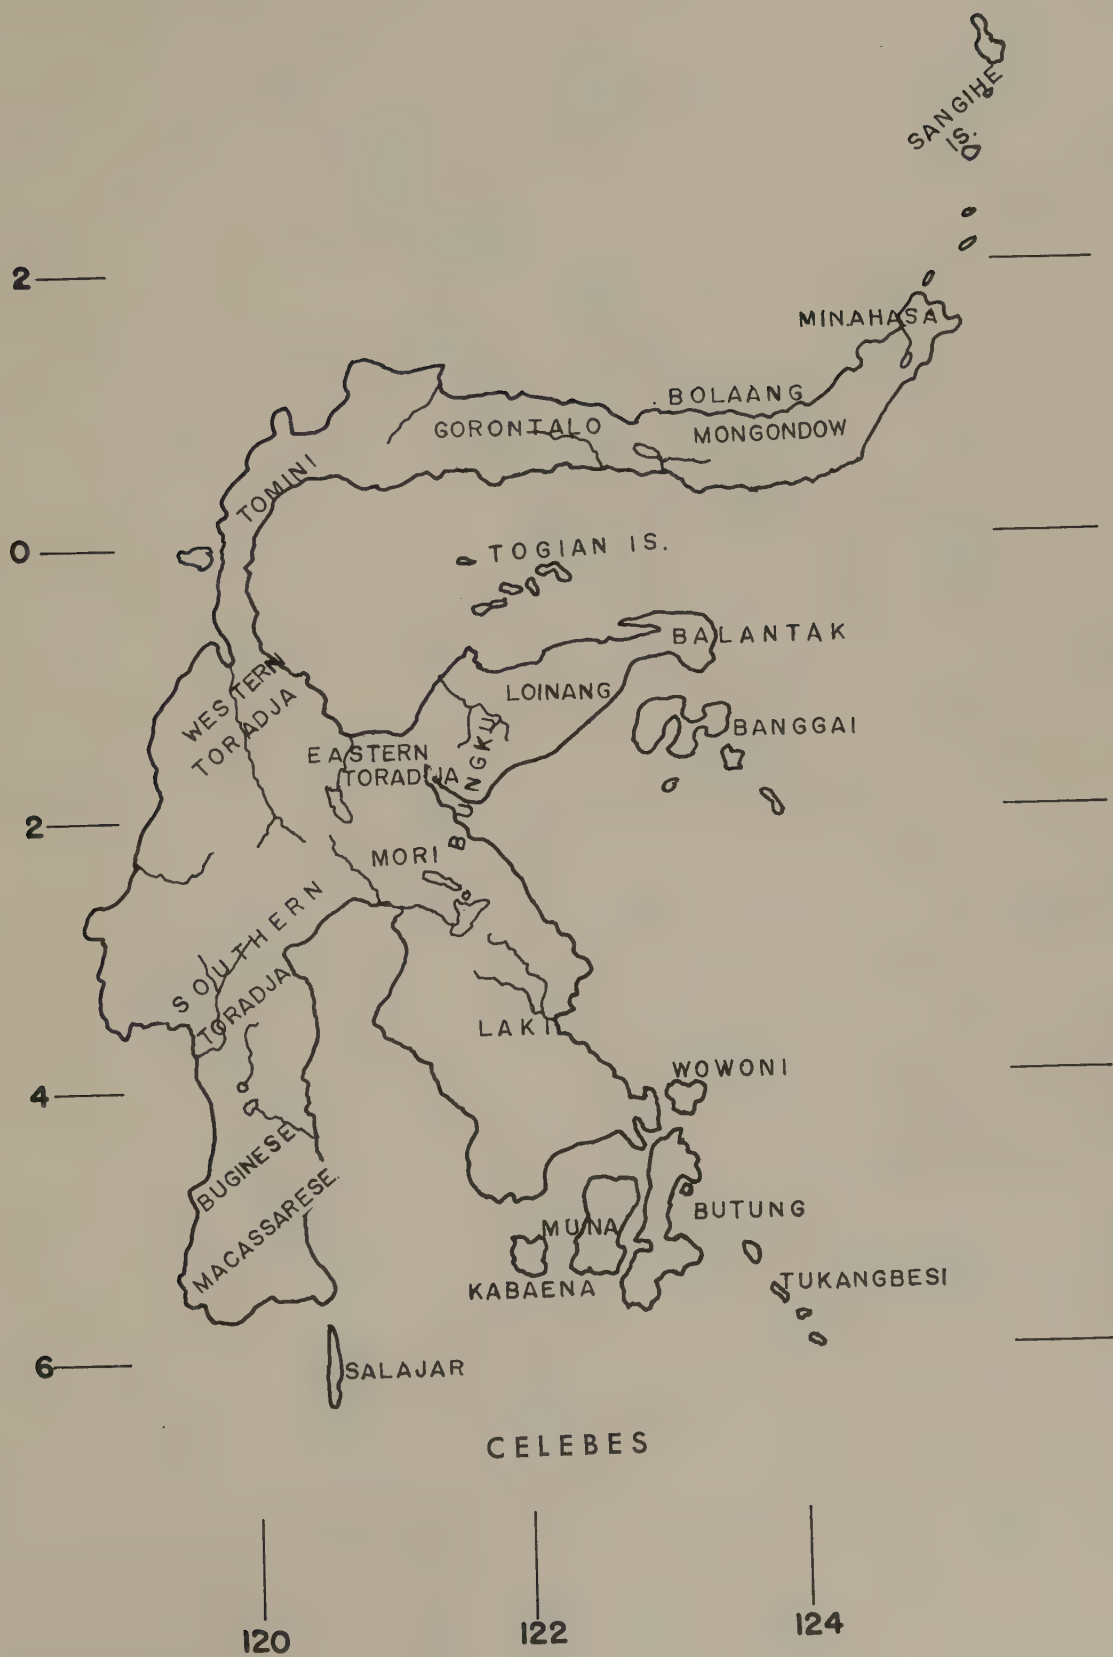 SANGIHE
IS.
2
MINAHASA
BOLAANG
GORONTALO
MONGONDOW
TOMINI
0
TOGIAN IS.
BALANTAK
WESTERN
TORADJA
LOINANG
BANGGAI
EASTERN
TORADJA
BUNGKU
2
MORI
SOUTHERN
TORADJA
LAKI
WOWONI
4
BUGINESE
MACASSARESE
MUNA
BUTUNG
KABAENA
TUKANGBESI
6
SALAJAR
CELEBES
120
122
124